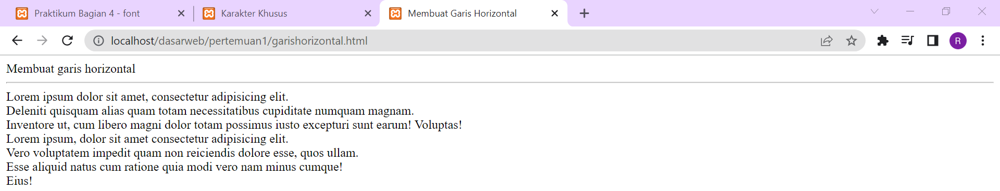 Praktikum Bagian 4 - font
Karakter Khusus
Membuat Garis Horizontal
localhost/dasarweb/pertemuan1/garishorizontal.html
R
Membuat garis horizontal
Lorem ipsum dolor sit amet, consectetur adipisicing elit.
Deleniti quisquam alias quam totam necessitatibus cupiditate numquam magnam.
Inventore ut, cum libero magni dolor totam possimus iusto excepturi sunt earum! Voluptas!
Lorem ipsum, dolor sit amet consectetur adipisicing elit.
Vero voluptatem impedit quam non reiciendis dolore esse, quos ullam.
Esse aliquid natus cum ratione quia modi vero nam minus cumque!
Eius!